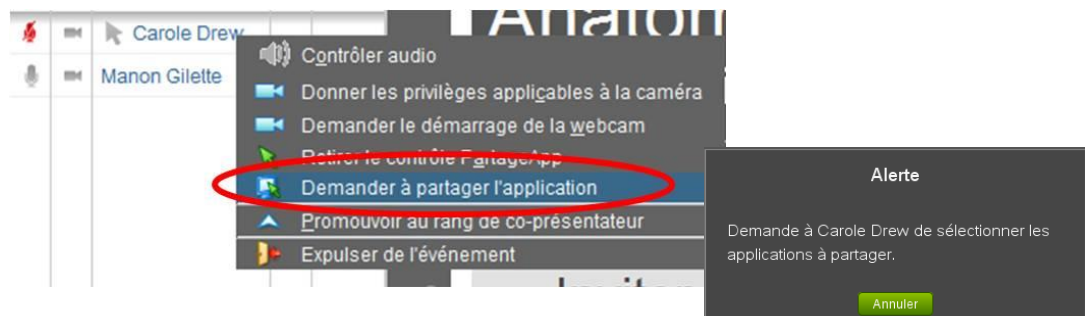 Anatom
Carole Drew
Manon Gilette
Contrôler audio
Donner les privilèges applicables à la caméra
Demander le démarrage de la webcam
Retirer le contrôle PartageApp
Demander à partager l'application
Promouvoir au rang de co-présentateur
Expulser de l'événement
Alerte
Demande à Carole Drew de sélectionner les
applications à partager.
Annuler